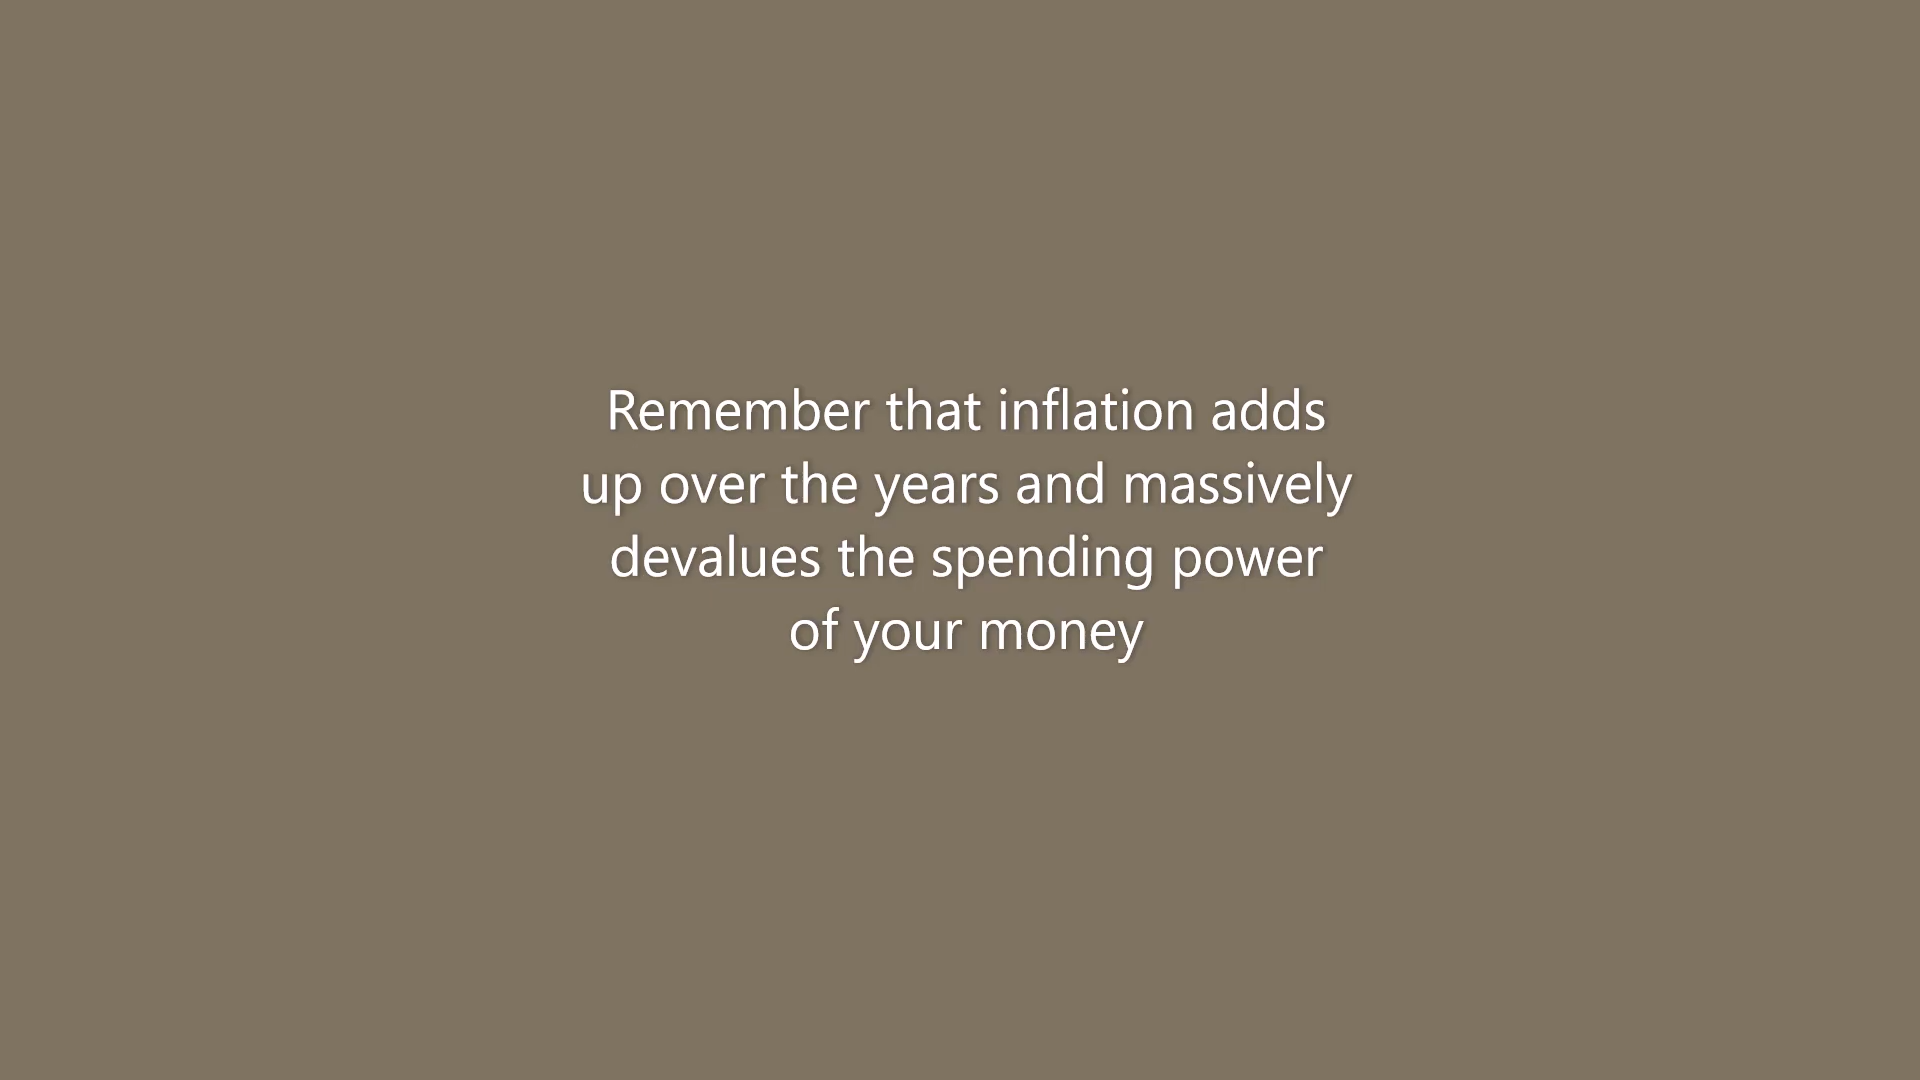 Remember that inflation adds
up over the years and massively
devalues the spending power
of your money